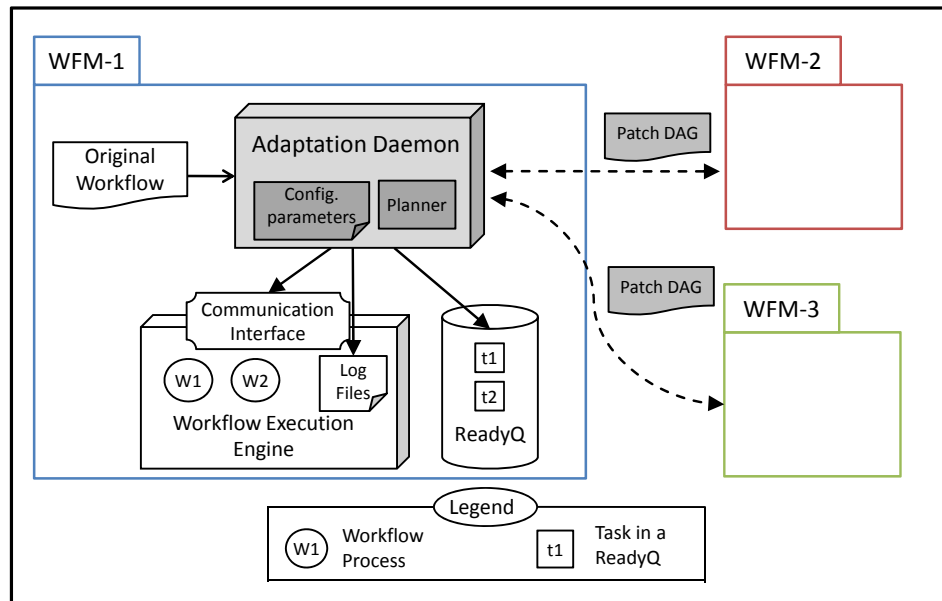 WFM-1
WFM-2
Patch DAG
Adaptation Daemon
Original
Workflow
Config.
parameters
Planner
Patch DAG
WFM-3
Communication
Interface
W1
W2
Log
Files
Workflow Execution
Engine
t1
t2
ReadyQ
Legend
W1
Workflow
Process
t1
Task in a
ReadyQ